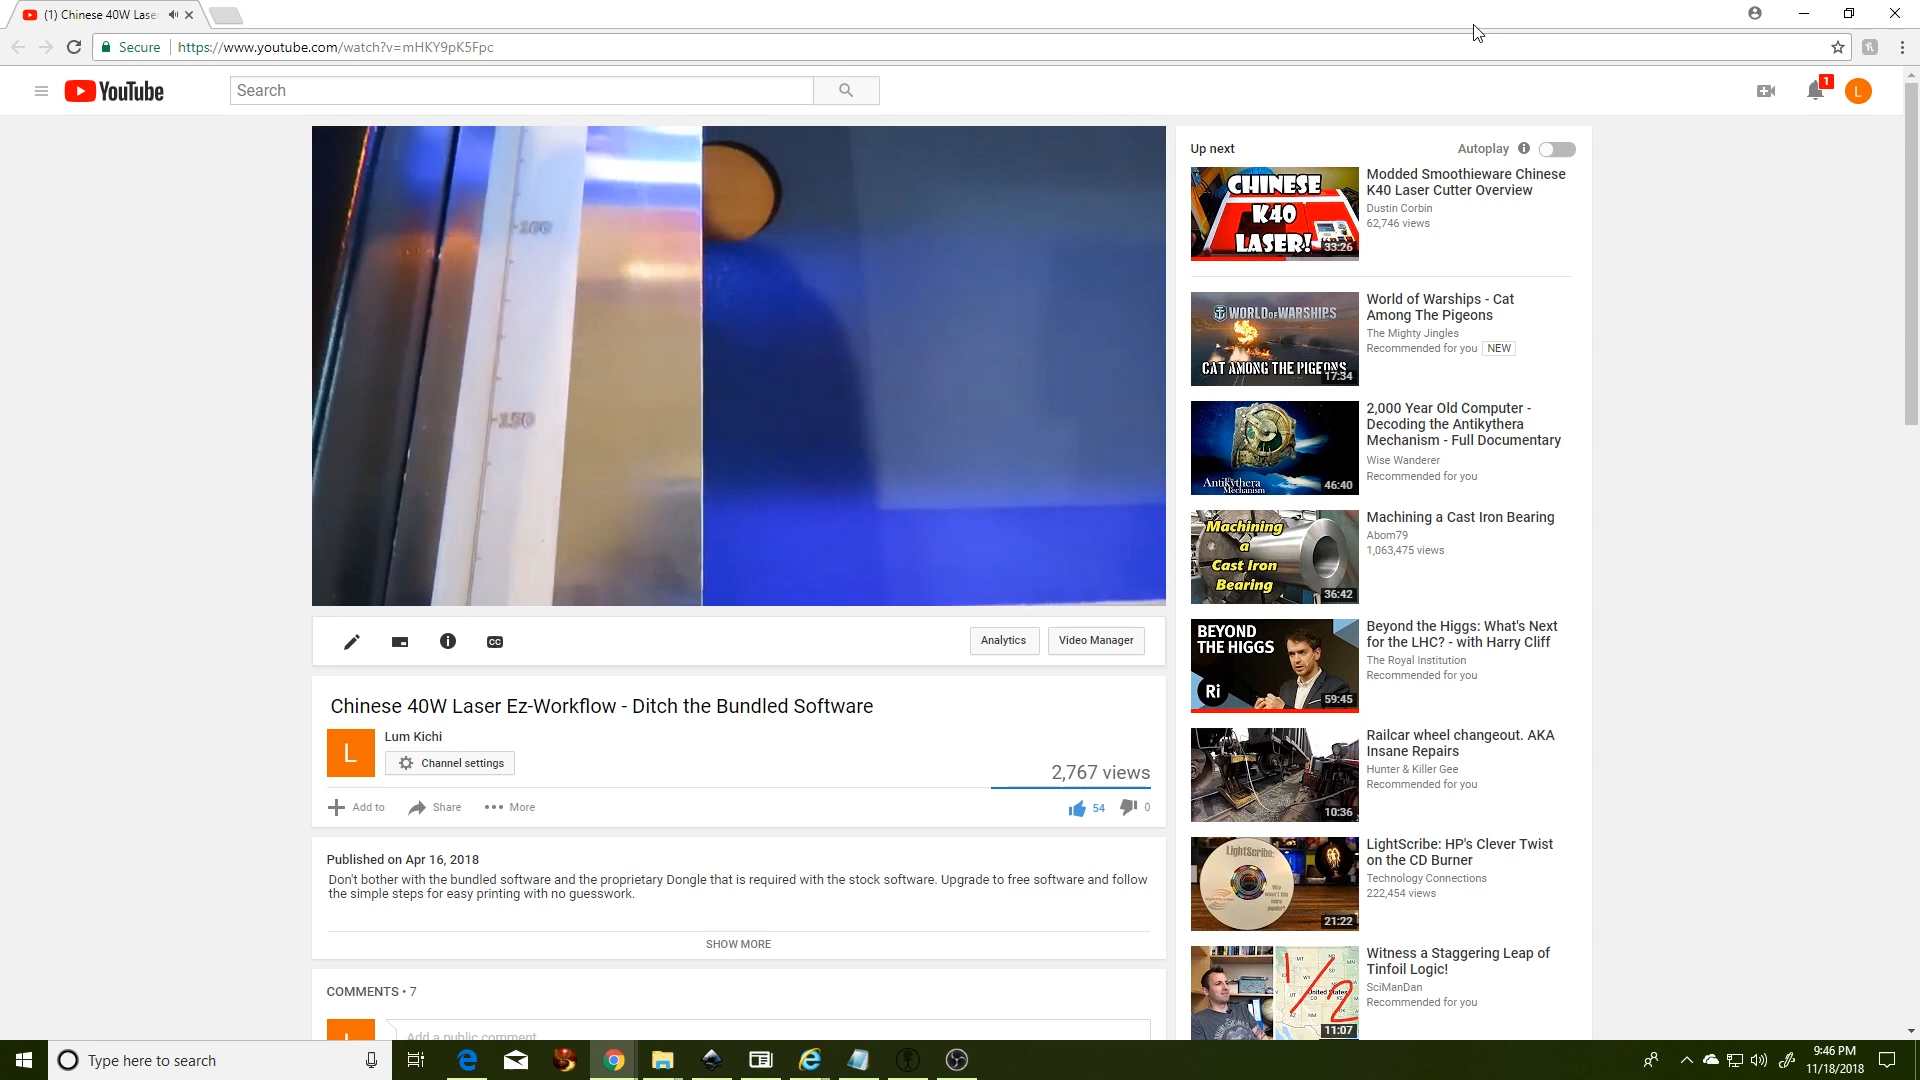 (1) Chinese 40W Lase
Secure https://www.youtube.com/watch?v=mHKY9pK5Fpc
YouTube
Search
1
L
100
150
Up next
Autoplay
CHINESE
K40
LASER!
33:26
Modded Smoothieware Chinese
K40 Laser Cutter Overview
Dustin Corbin
62,746 views
WORLD OF WARSHIPS
CAT AMONG THE PIGEONS
17:34
World of Warships - Cat
Among The Pigeons
The Mighty Jingles
Recommended for you NEW
Antikythera
Mechanism
46:40
2,000 Year Old Computer -
Decoding the Antikythera
Mechanism - Full Documentary
Wise Wanderer
Recommended for you
Machining
a
Cast Iron
Bearing
36:42
Machining a Cast Iron Bearing
Abom79
1,063,475 views
BEYOND
THE HIGGS
Ri
59:45
Beyond the Higgs: What's Next
for the LHC? - with Harry Cliff
The Royal Institution
Recommended for you
10:36
Railcar wheel changeout. AKA
Insane Repairs
Hunter & Killer Gee
Recommended for you
LightScribe
21:22
LightScribe: HP's Clever Twist
on the CD Burner
Technology Connections
222,454 views
1/2
United States
11:07
Witness a Staggering Leap of
Tinfoil Logic!
SciManDan
Recommended for you
CC
Analytics
Video Manager
Chinese 40W Laser Ez-Workflow - Ditch the Bundled Software
L
Lum Kichi
Channel settings
2,767 views
Add to
Share
More
54
0
Published on Apr 16, 2018
Don't bother with the bundled software and the proprietary Dongle that is required with the stock software. Upgrade to free software and follow
the simple steps for easy printing with no guesswork.
SHOW MORE
COMMENTS • 7
Add a public comment
Type here to search
9:46 PM
11/18/2018